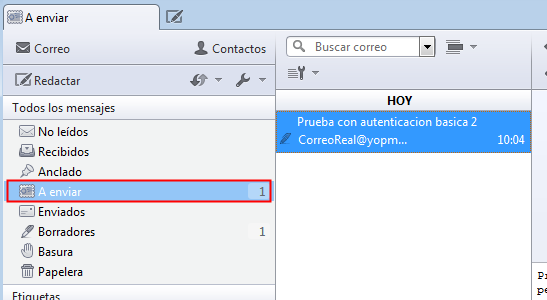 A enviar
Correo
Contactos
Redactar
Todos los mensajes
No leídos
Recibidos
Anclado
A enviar 1
Enviados
Borradores 1
Basura
Papelera
Etiquetas
Buscar correo
HOY
Prueba con autenticacion basica 2
CorreoReal@yopm... 10:04